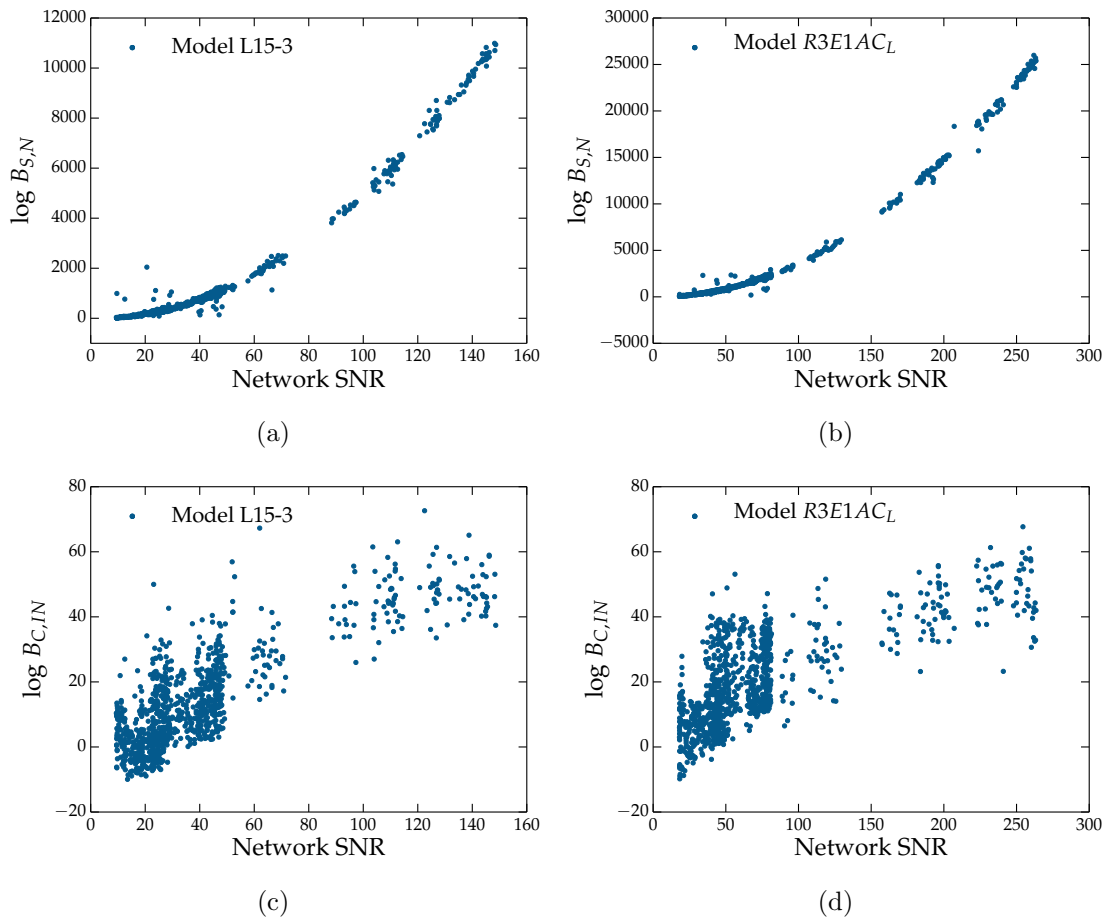 12000
10000
8000
6000
4000
2000
0
0 20 40 60 80 100 120 140 160
log B_{S,N}
Network SNR
Model L15-3
(a)
30000
25000
20000
15000
10000
5000
0
−5000
0 50 100 150 200 250 300
log B_{S,N}
Network SNR
Model R3E1AC_L
(b)
80
60
40
20
0
−20
0 20 40 60 80 100 120 140 160
log B_{C,IN}
Network SNR
Model L15-3
(c)
80
60
40
20
0
−20
0 50 100 150 200 250 300
log B_{C,IN}
Network SNR
Model R3E1AC_L
(d)